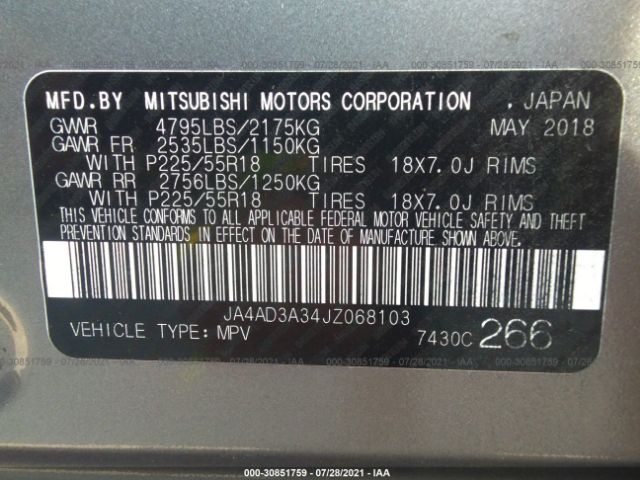 MFD.BY MITSUBISHI MOTORS CORPORATION . JAPAN
GVWR 4795LBS/2175KG MAY 2018
GAWR FR 2535LBS/1150KG
WITH P225/55R18 TIRES 18X7.0J RIMS
GAWR RR 2756LBS/1250KG
WITH P225/55R18 TIRES 18X7.0J RIMS
THIS VEHICLE CONFORMS TO ALL APPLICABLE FEDERAL MOTOR VEHICLE SAFETY AND THEFT
PREVENTION STANDARDS IN EFFECT ON THE DATE OF MANUFACTURE SHOWN ABOVE.
JA4AD3A34JZ068103
VEHICLE TYPE: MPV 7430C 266
000-30851759 / 07/28/2021 - IAA